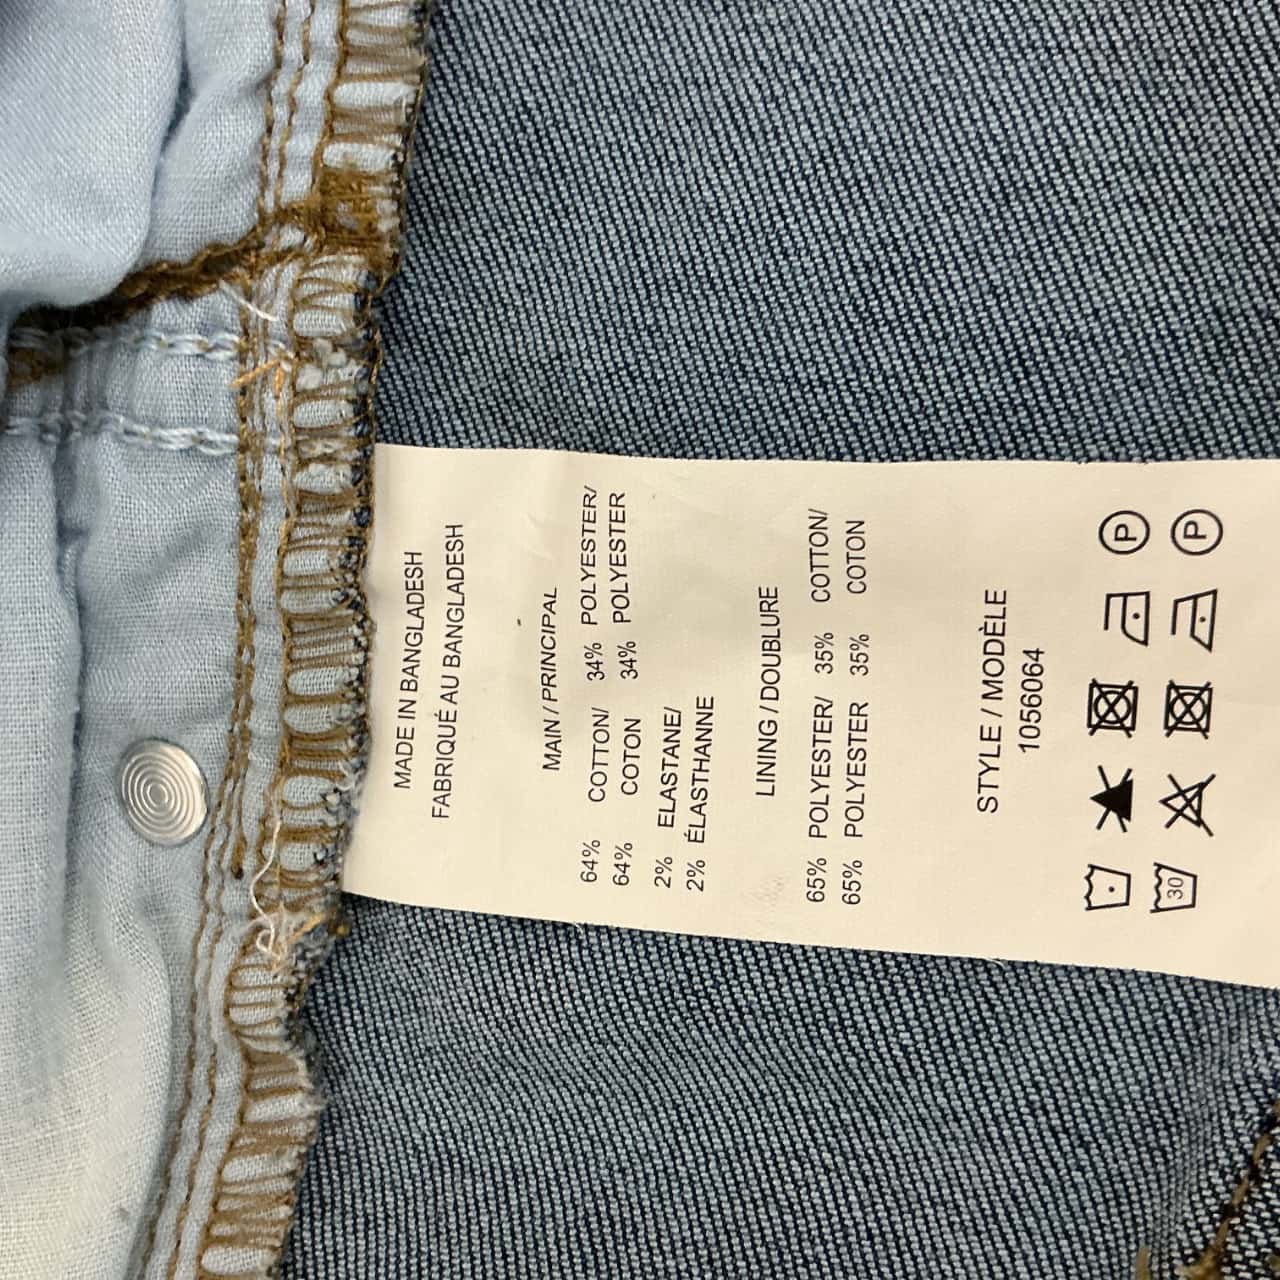 MADE IN BANGLADESH
FABRIQUÉ AU BANGLADESH
MAIN / PRINCIPAL
64% COTTON/ 34% POLYESTER/
64% COTON 34% POLYESTER
2% ELASTANE/
2% ÉLASTHANNE
LINING / DOUBLURE
65% POLYESTER/ 35% COTTON/
65% POLYESTER 35% COTON
STYLE / MODÈLE
1056064
P
30 P